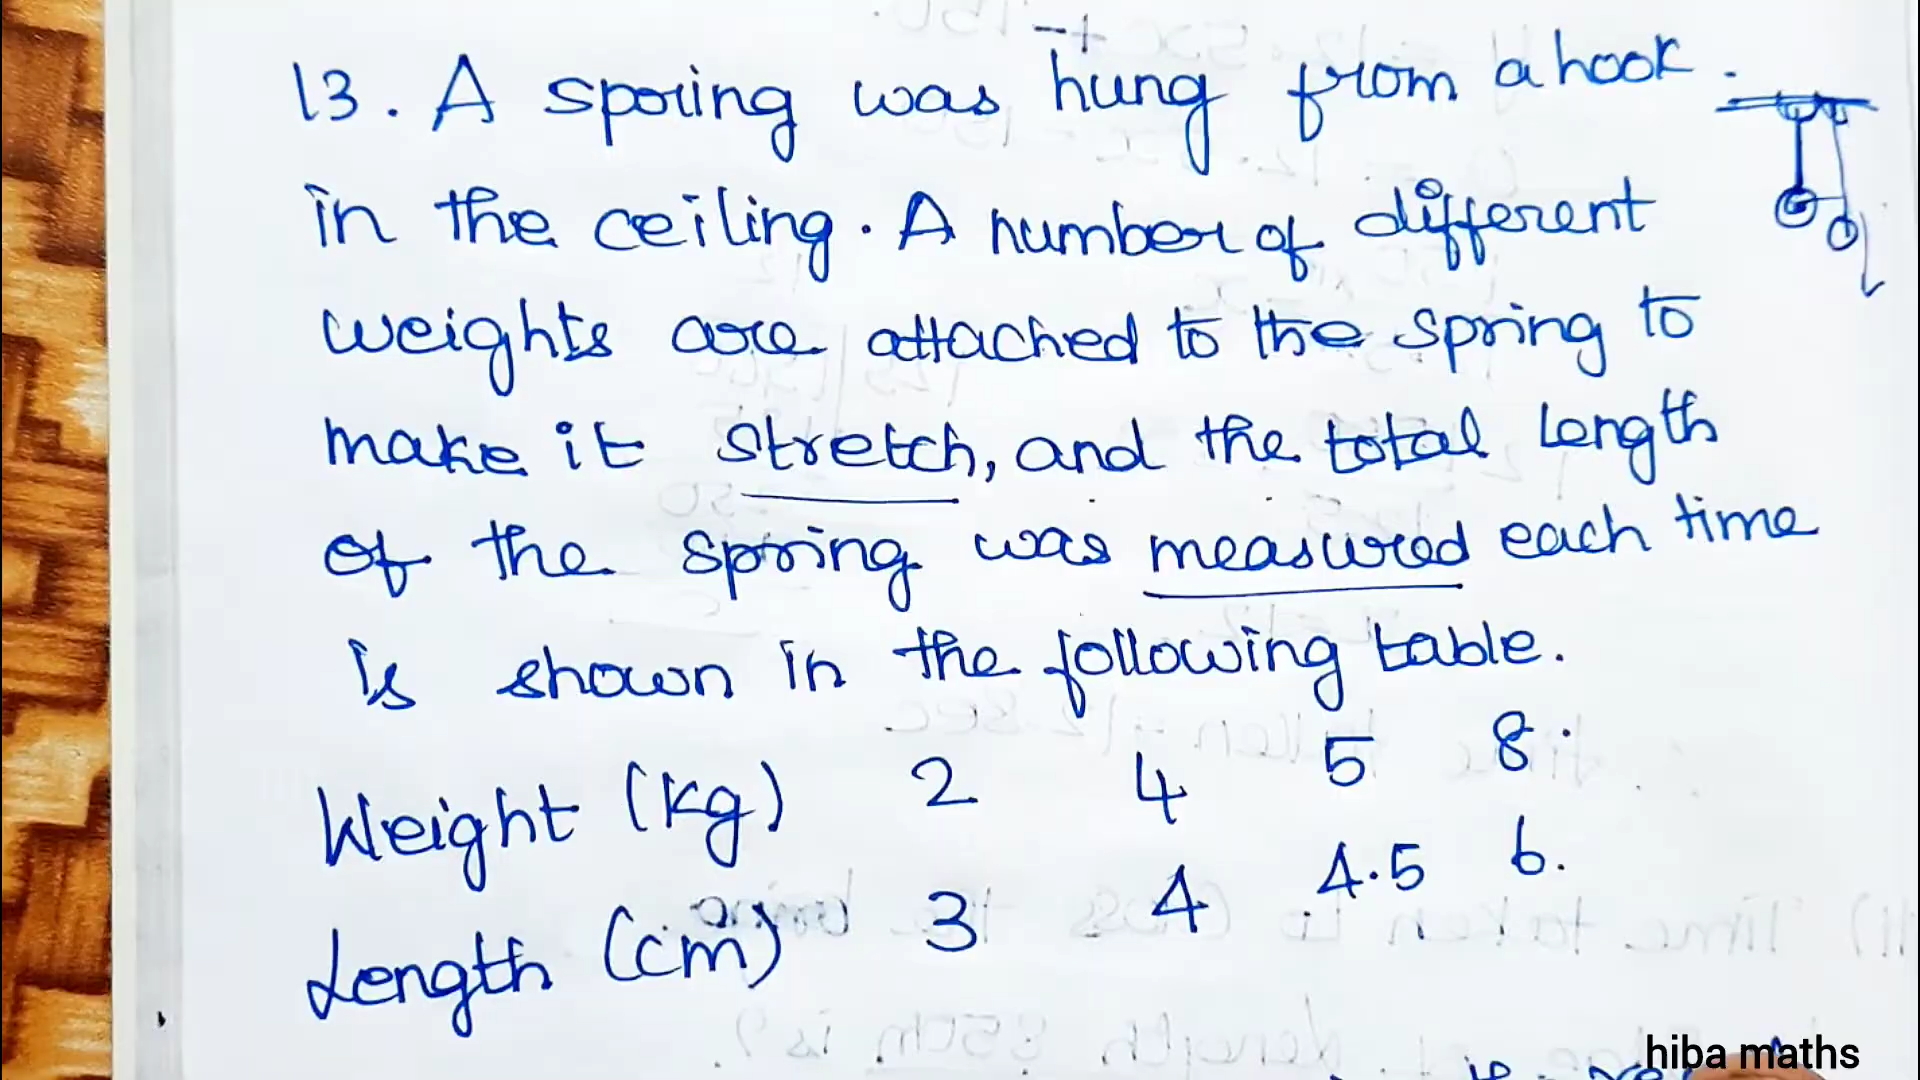 13. A spring was hung from a hook.
in the ceiling. A number of different
weights are attached to the spring to
make it stretch, and the total length
of the spring was measured each time
is shown in the following table.
Weight (kg) 2 4 5 8.
Length (cm) 3 4 4.5 6.
hiba maths